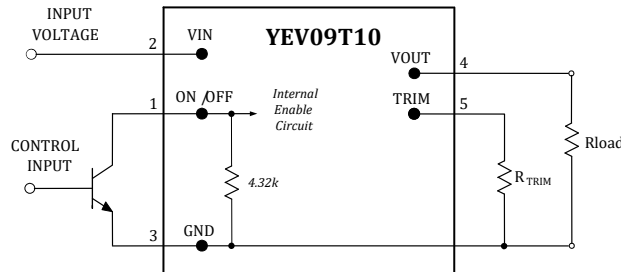 INPUT
VOLTAGE
2
VIN
YEV09T10
VOUT
4
1
ON /OFF
Internal
Enable
Circuit
TRIM
5
CONTROL
INPUT
4.32k
R TRIM
Rload
3
GND